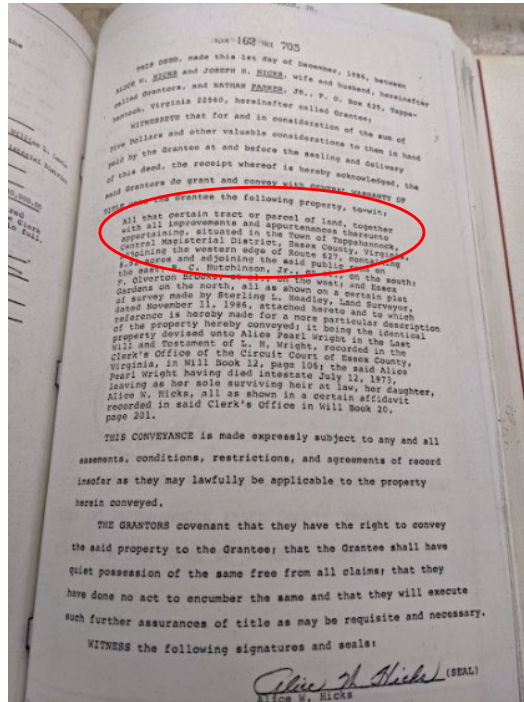 BOOK 162 PAGE 705
THIS DEED, made this 1st day of December, 1986, between
ALICE W. HICKS and JOSEPH H. HICKS, wife and husband, hereinafter
called Grantors, and NATHAN PARKER, JR., P. O. Box 625, Tappa-
hannock, Virginia 22560, hereinafter called Grantee;
WITNESSETH that for and in consideration of the sum of
Five Dollars and other valuable considerations to them in hand
paid by the Grantee at and before the sealing and delivery
of this deed, the receipt whereof is hereby acknowledged, the
said Grantors do grant and convey with GENERAL WARRANTY OF
TITLE unto the Grantee the following property, to-wit:
All that certain tract or parcel of land, together
with all improvements and appurtenances thereunto
appertaining, situated in the Town of Tappahannock,
Central Magisterial District, Essex County, Virginia,
adjoining the western edge of Route 627, containing
acres and adjoining the said public road on
the east; E. C. Hutchinson, Jr., et al., on the south;
P. Olverton Brooks, et al., on the west; and Essex
Gardens on the north, all as shown on a certain plat
of survey made by Sterling L. Headley, Land Surveyor,
dated November 11, 1986, attached hereto and to which
reference is hereby made for a more particular description
of the property hereby conveyed; it being the identical
property devised unto Alice Pearl Wright in the Last
Will and Testament of L. H. Wright, recorded in the
Clerk's Office of the Circuit Court of Essex County,
Virginia, in Will Book 12, page 106; the said Alice
Pearl Wright having died intestate July 12, 1973,
leaving as her sole surviving heir at law, her daughter,
Alice W. Hicks, all as shown in a certain affidavit
recorded in said Clerk's Office in Will Book 20,
page 201.
THIS CONVEYANCE is made expressly subject to any and all
easements, conditions, restrictions, and agreements of record
insofar as they may lawfully be applicable to the property
herein conveyed.
THE GRANTORS covenant that they have the right to convey
the said property to the Grantee; that the Grantee shall have
quiet possession of the same free from all claims; that they
have done no act to encumber the same and that they will execute
such further assurances of title as may be requisite and necessary.
WITNESS the following signatures and seals:
Alice W. Hicks (SEAL)
Alice W. Hicks